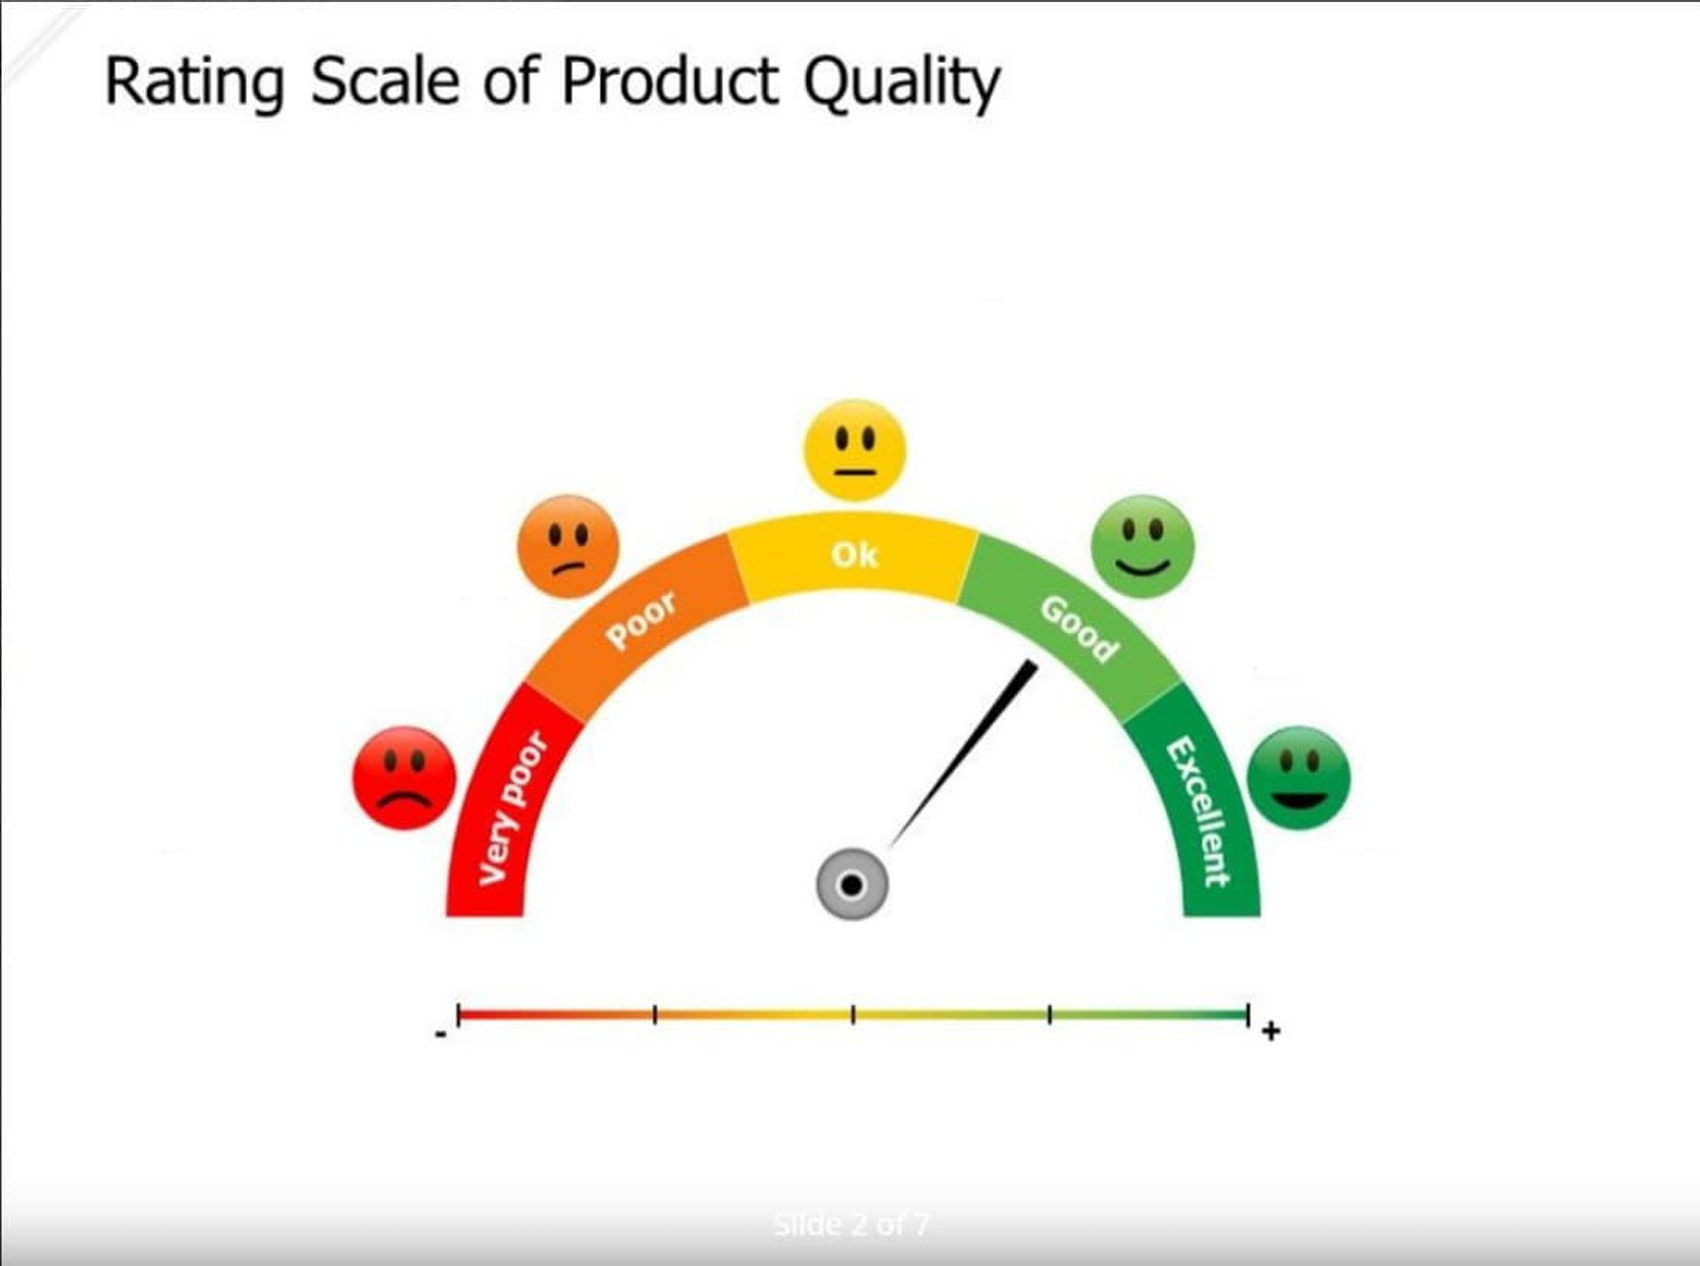 Rating Scale of Product Quality
Very poor
Poor
Ok
Good
Excellent
- +
Slide 2 of 7